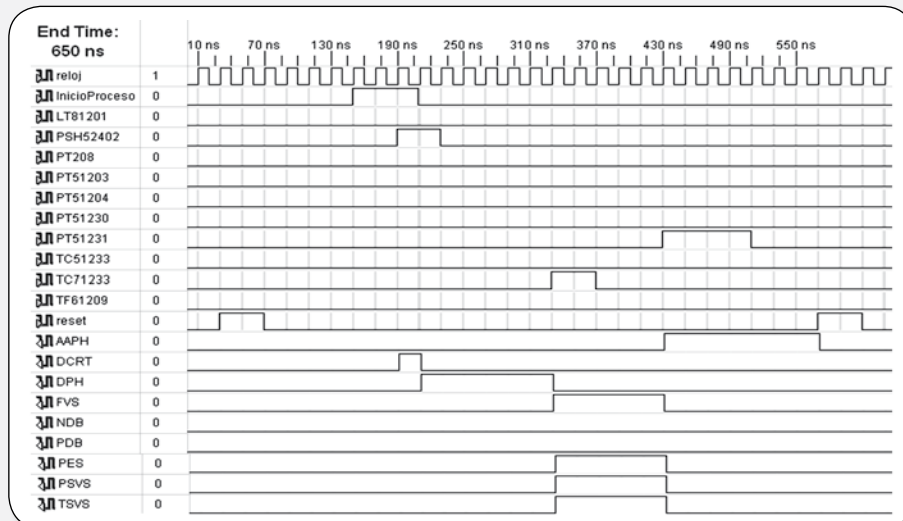 End Time:
650 ns
10 ns 70 ns 130 ns 190 ns 250 ns 310 ns 370 ns 430 ns 490 ns 550 ns
reloj 1
InicioProceso 0
LT81201 0
PSH52402 0
PT208 0
PT51203 0
PT51204 0
PT51230 0
PT51231 0
TC51233 0
TC71233 0
TF61209 0
reset 0
AAPH 0
DCRT 0
DPH 0
FVS 0
NDB 0
PDB 0
PES 0
PSVS 0
TSVS 0